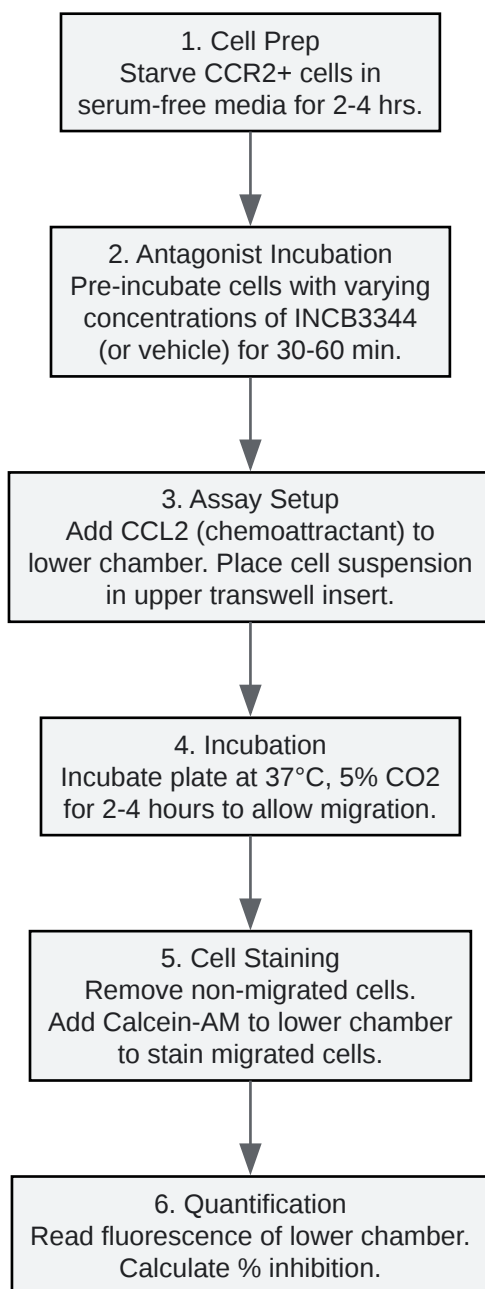 1. Cell Prep
Starve CCR2+ cells in
serum-free media for 2-4 hrs.
2. Antagonist Incubation
Pre-incubate cells with varying
concentrations of INCB3344
(or vehicle) for 30-60 min.
3. Assay Setup
Add CCL2 (chemoattractant) to
lower chamber. Place cell suspension
in upper transwell insert.
4. Incubation
Incubate plate at 37°C, 5% CO2
for 2-4 hours to allow migration.
5. Cell Staining
Remove non-migrated cells.
Add Calcein-AM to lower chamber
to stain migrated cells.
6. Quantification
Read fluorescence of lower chamber.
Calculate % inhibition.